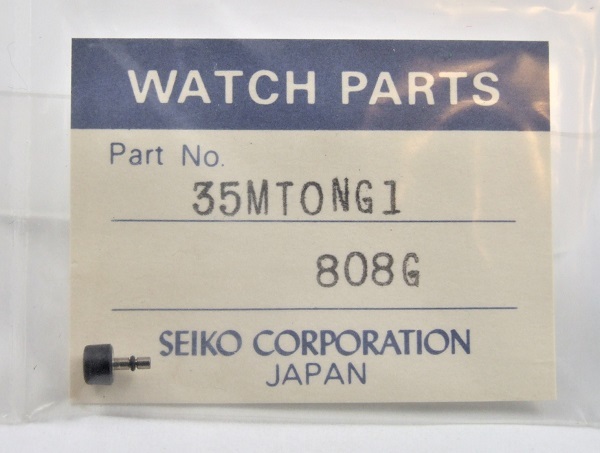 WATCH PARTS
Part No.
35MTONG1
808G
SEIKO CORPORATION
JAPAN